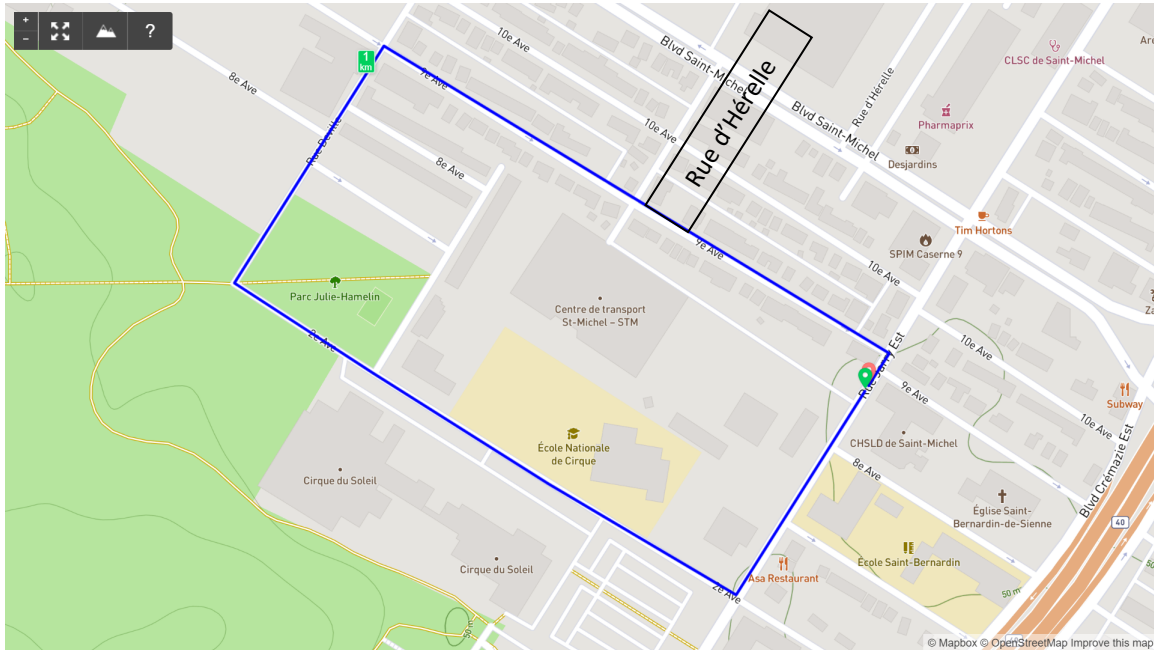 +
−
?
1
km
10e Ave
9e Ave
8e Ave
Blvd Saint-Michel
Rue d'Hérelle
Blvd Saint-Michel
Rue d'Hérelle
CLSC de Saint-Michel
Pharmaprix
Desjardins
10e Ave
Rue Deville
8e Ave
Tim Hortons
SPIM Caserne 9
9e Ave
10e Ave
Parc Julie-Hamelin
Centre de transport
St-Michel – STM
2e Ave
10e Ave
9e Ave
Subway
10e Ave
CHSLD de Saint-Michel
École Nationale
de Cirque
8e Ave
Blvd Crémazie Est
Cirque du Soleil
Église Saint-
Bernardin-de-Sienne
40
École Saint-Bernardin
Cirque du Soleil
Asa Restaurant
2e Ave
50 m
50 m
© Mapbox © OpenStreetMap Improve this map